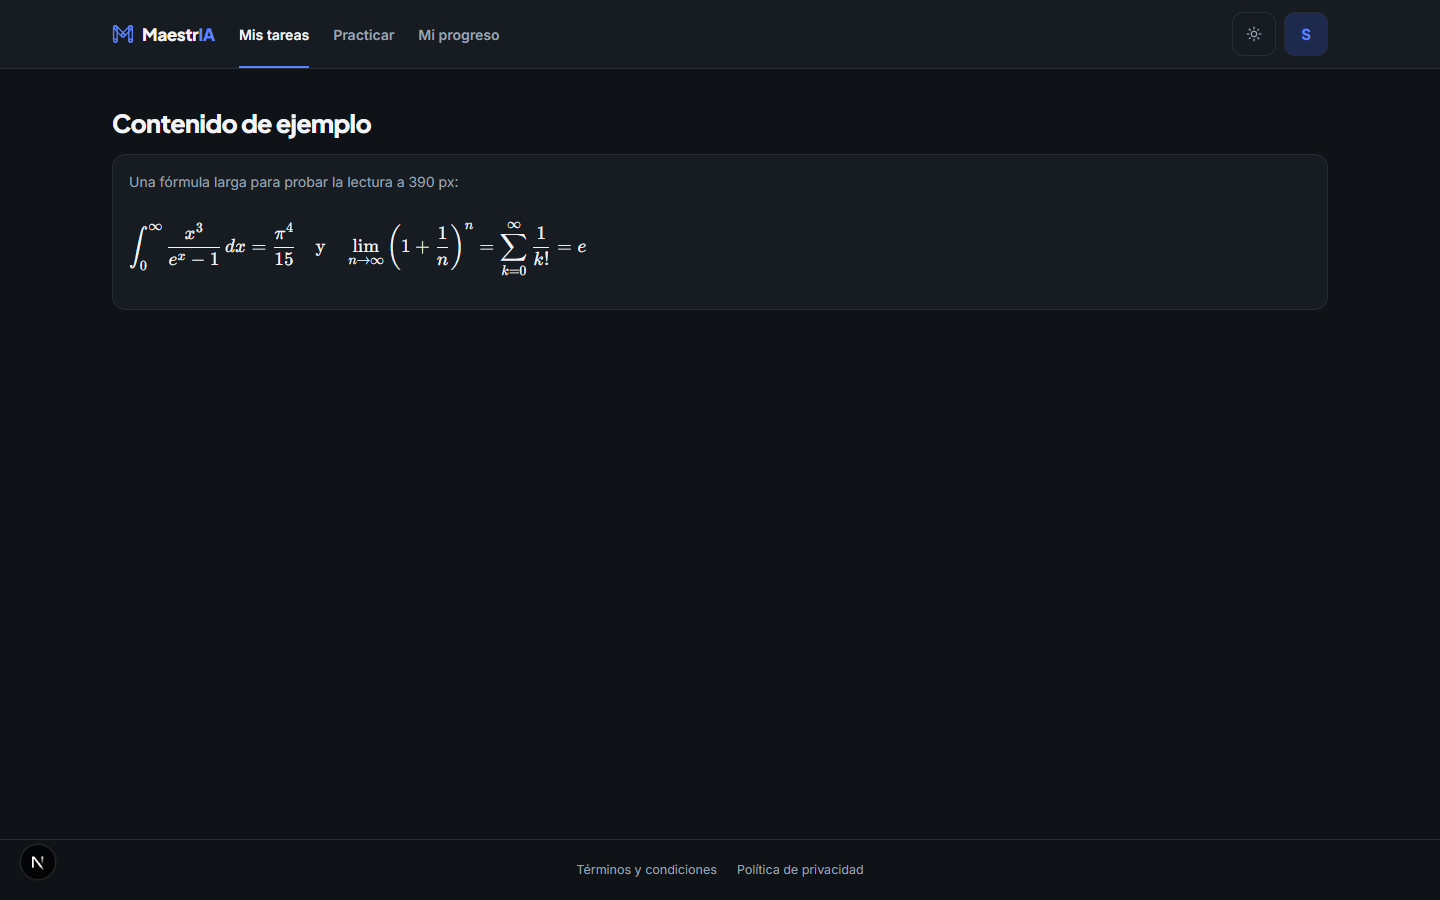 MaestrIA Mis tareas Practicar Mi progreso S
Contenido de ejemplo
Una fórmula larga para probar la lectura a 390 px:
∫₀^∞ x³/(eˣ − 1) dx = π⁴/15 y lim_{n→∞} (1 + 1/n)ⁿ = ∑_{k=0}^∞ 1/k! = e
N
Términos y condiciones Política de privacidad